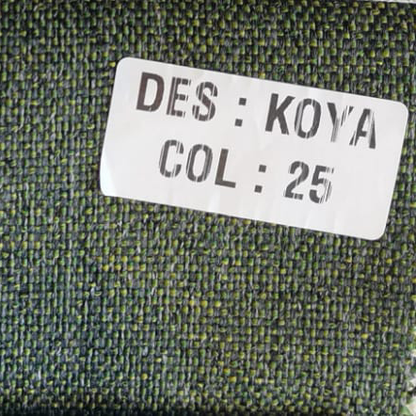 DES : KOYA
COL : 25